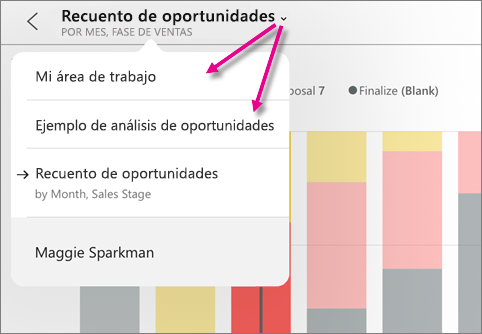 Recuento de oportunidades
POR MES, FASE DE VENTAS
Mi área de trabajo
Ejemplo de análisis de oportunidades
posal 7 Finalize (Blank)
Recuento de oportunidades
by Month, Sales Stage
Maggie Sparkman